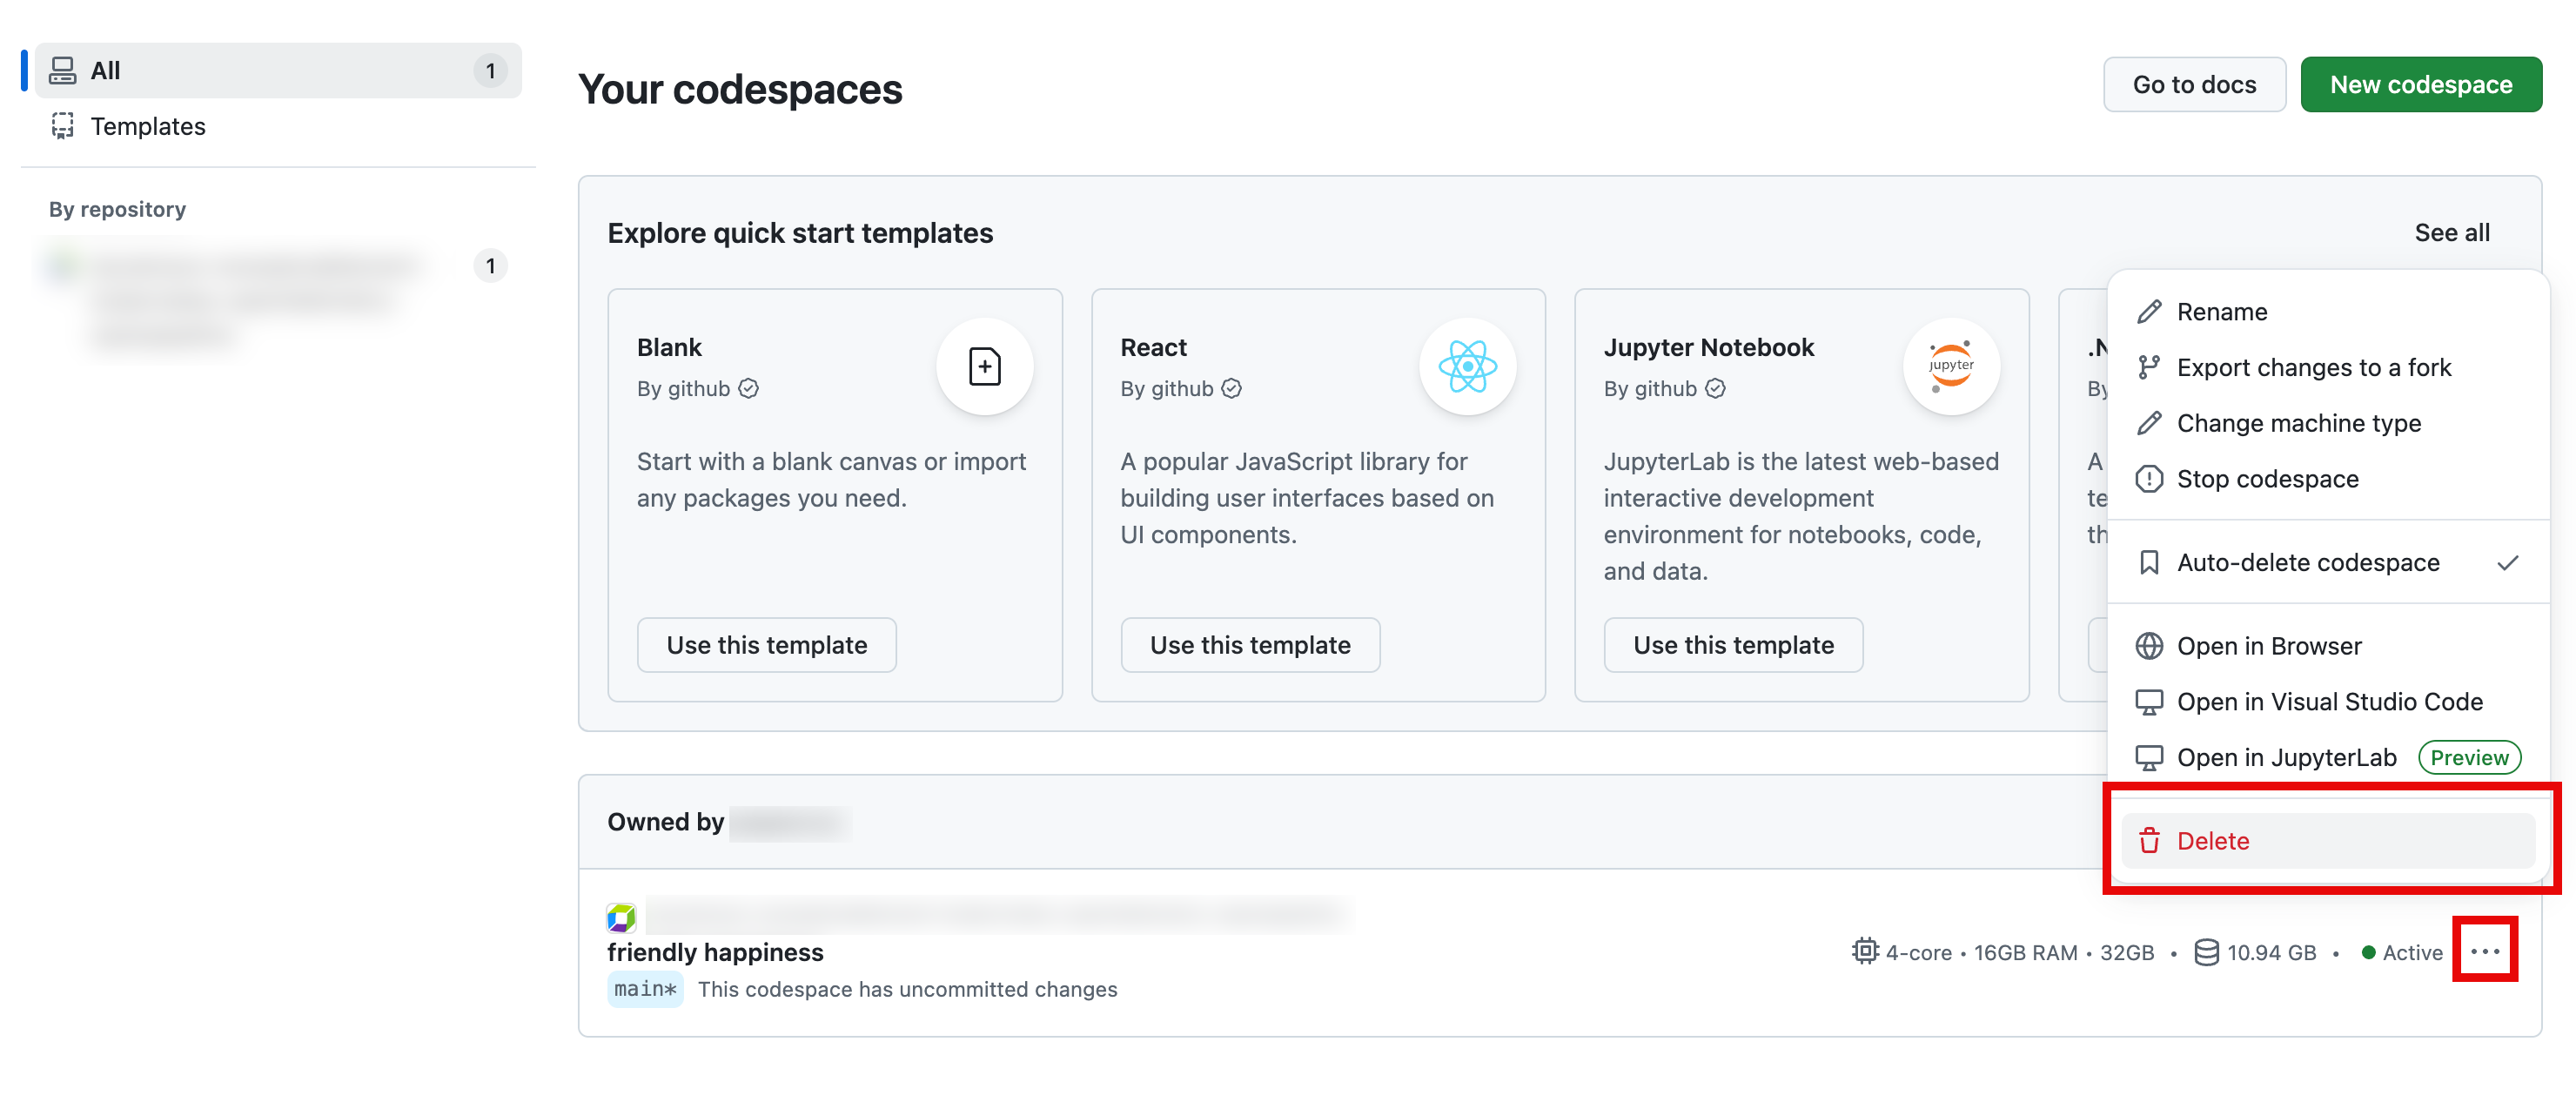 All
1
Templates
By repository
1
Your codespaces
Go to docs
New codespace
Explore quick start templates
See all
Blank
By github
Start with a blank canvas or import
any packages you need.
Use this template
React
By github
A popular JavaScript library for
building user interfaces based on
UI components.
Use this template
Jupyter Notebook
By github
jupyter
JupyterLab is the latest web-based
interactive development
environment for notebooks, code,
and data.
Use this template
By
A
Rename
Export changes to a fork
Change machine type
Stop codespace
Auto-delete codespace
Open in Browser
Open in Visual Studio Code
Open in JupyterLab Preview
Delete
Owned by
friendly happiness
4-core • 16GB RAM • 32GB • 10.94 GB • Active
main* This codespace has uncommitted changes